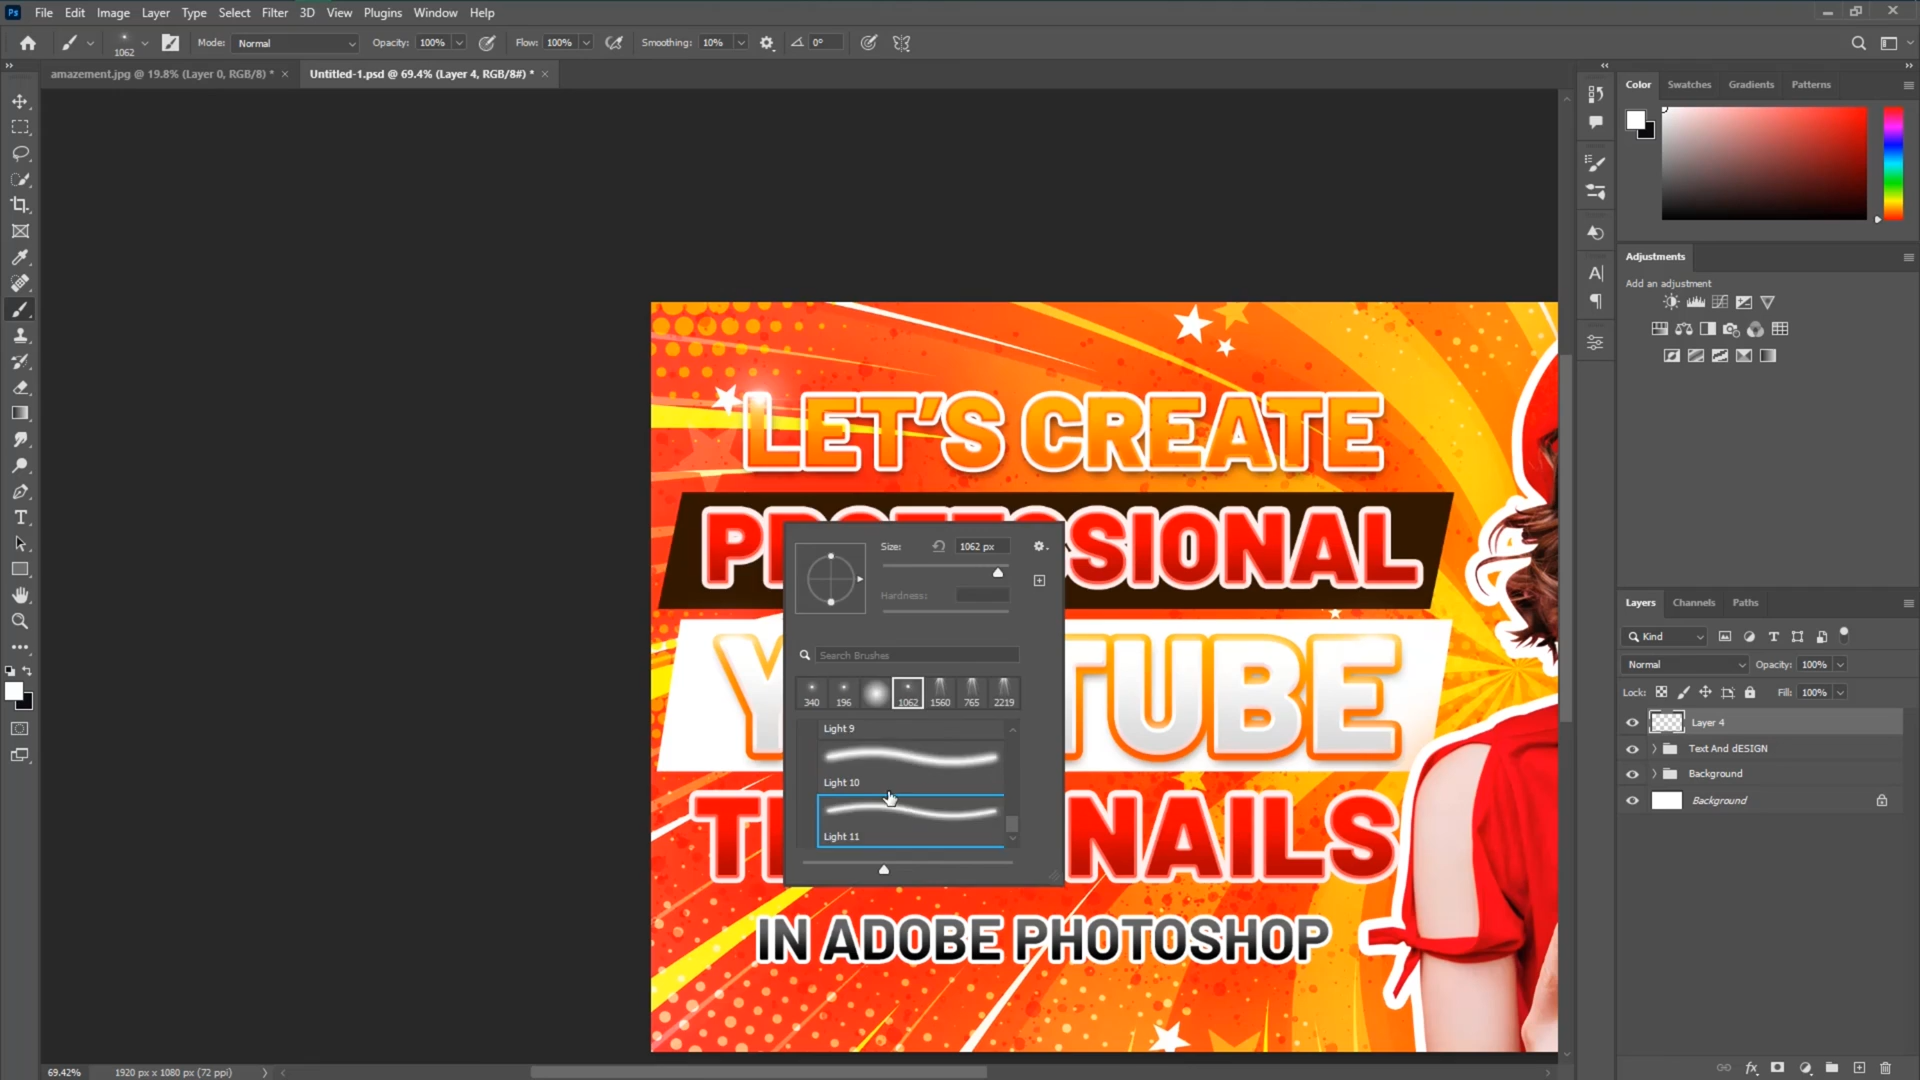 Ps File Edit Image Layer Type Select Filter 3D View Plugins Window Help
1062 Mode: Normal Opacity: 100% Flow: 100% Smoothing: 10% 0°
amazement.jpg @ 19.8% (Layer 0, RGB/8) * × Untitled-1.psd @ 69.4% (Layer 4, RGB/8#) * ×
Color Swatches Gradients Patterns
Adjustments
Add an adjustment
LET'S CREATE
PR
SIONAL
Size: 1062 px
Hardness:
Search Brushes
340 196 1062 1560 765 2219
Light 9
Light 10
Light 11
Y
TUBE
T
NAILS
IN ADOBE PHOTOSHOP
Layers Channels Paths
Kind
Normal Opacity: 100%
Lock: Fill: 100%
Layer 4
Text And dESIGN
Background
Background
69.42% 1920 px x 1080 px (72 ppi)